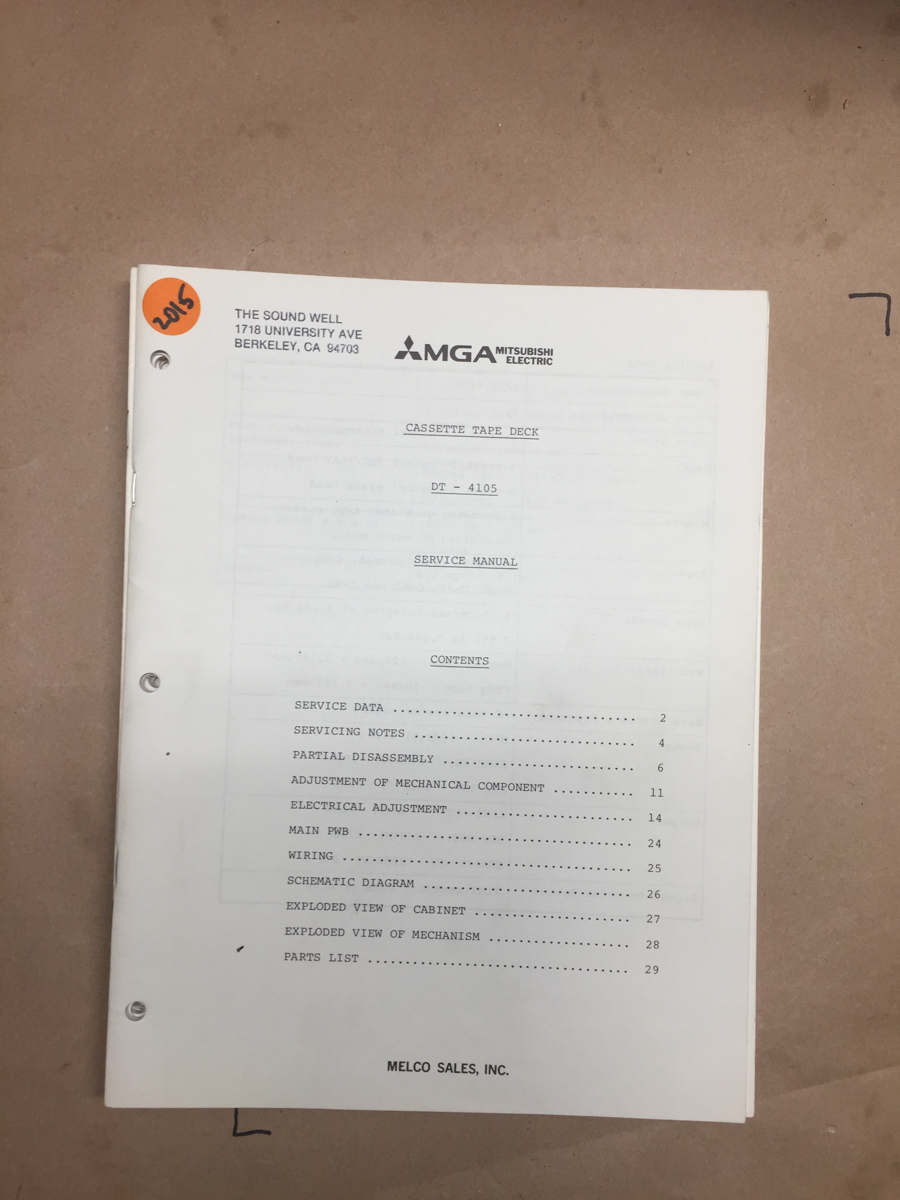 2015
THE SOUND WELL
1718 UNIVERSITY AVE
BERKELEY, CA 94703
MGA MITSUBISHI
ELECTRIC
CASSETTE TAPE DECK
DT - 4105
SERVICE MANUAL
CONTENTS
SERVICE DATA ................................ 2
SERVICING NOTES ............................. 4
PARTIAL DISASSEMBLY ......................... 6
ADJUSTMENT OF MECHANICAL COMPONENT ........... 11
ELECTRICAL ADJUSTMENT ........................ 14
MAIN PWB .................................... 24
WIRING ...................................... 25
SCHEMATIC DIAGRAM ........................... 26
EXPLODED VIEW OF CABINET .................... 27
EXPLODED VIEW OF MECHANISM .................. 28
PARTS LIST .................................. 29
MELCO SALES, INC.